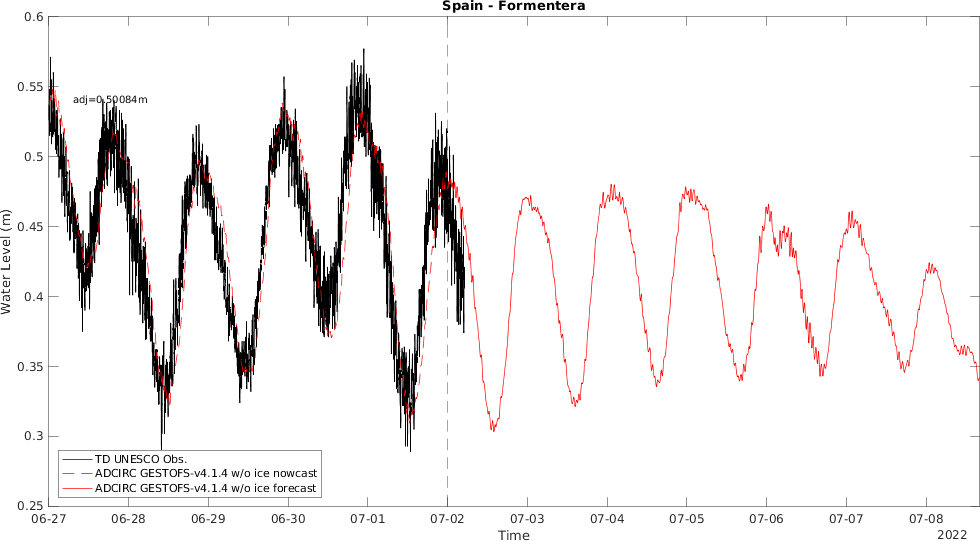 Spain - Formentera
0.6
0.55
adj=0.50084m
0.5
0.45
Water Level (m)
0.4
0.35
0.3
TD UNESCO Obs.
ADCIRC GESTOFS-v4.1.4 w/o ice nowcast
ADCIRC GESTOFS-v4.1.4 w/o ice forecast
0.25
06-27 06-28 06-29 06-30 07-01 07-02 07-03 07-04 07-05 07-06 07-07 07-08
Time
2022